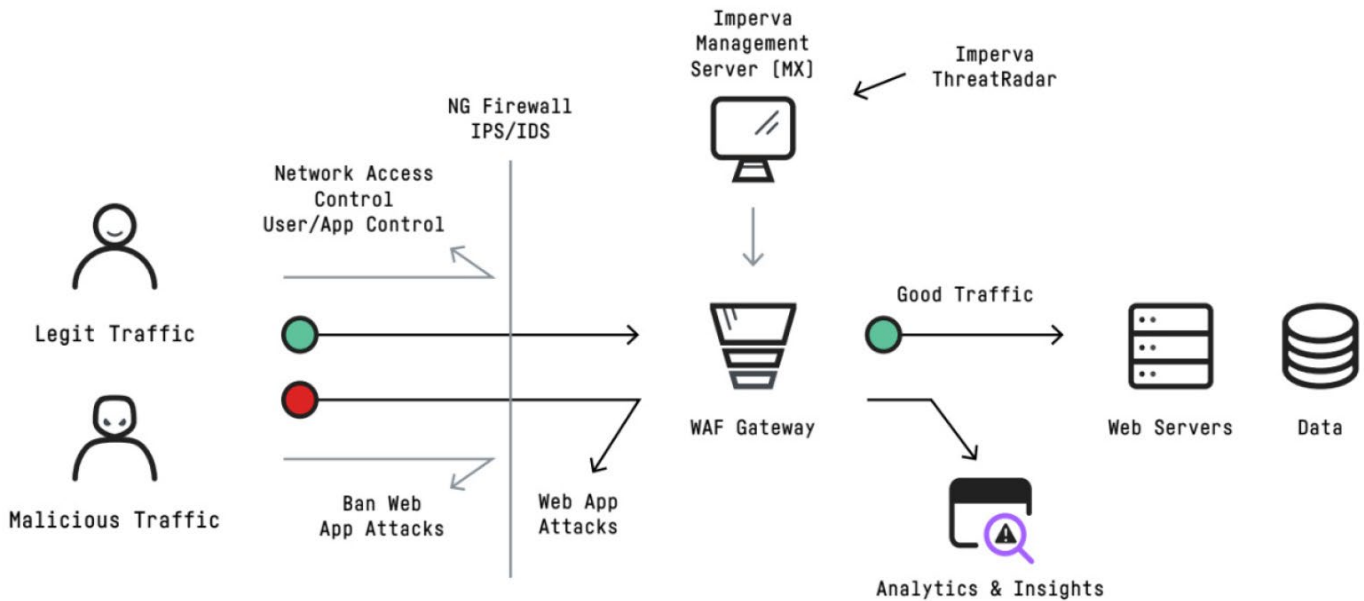 Imperva
Management
Server (MX)
Imperva
ThreatRadar
NG Firewall
IPS/IDS
Network Access
Control
User/App Control
Legit Traffic
Good Traffic
WAF Gateway
Web Servers
Data
Malicious Traffic
Ban Web
App Attacks
Web App
Attacks
Analytics & Insights